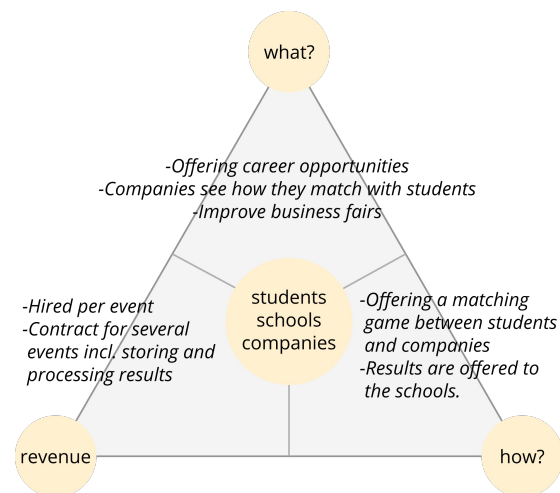 what?
-Offering career opportunities
-Companies see how they match with students
-Improve business fairs
students
schools
companies
-Hired per event
-Contract for several
events incl. storing and
processing results
-Offering a matching
game between students
and companies
-Results are offered to
the schools.
revenue
how?